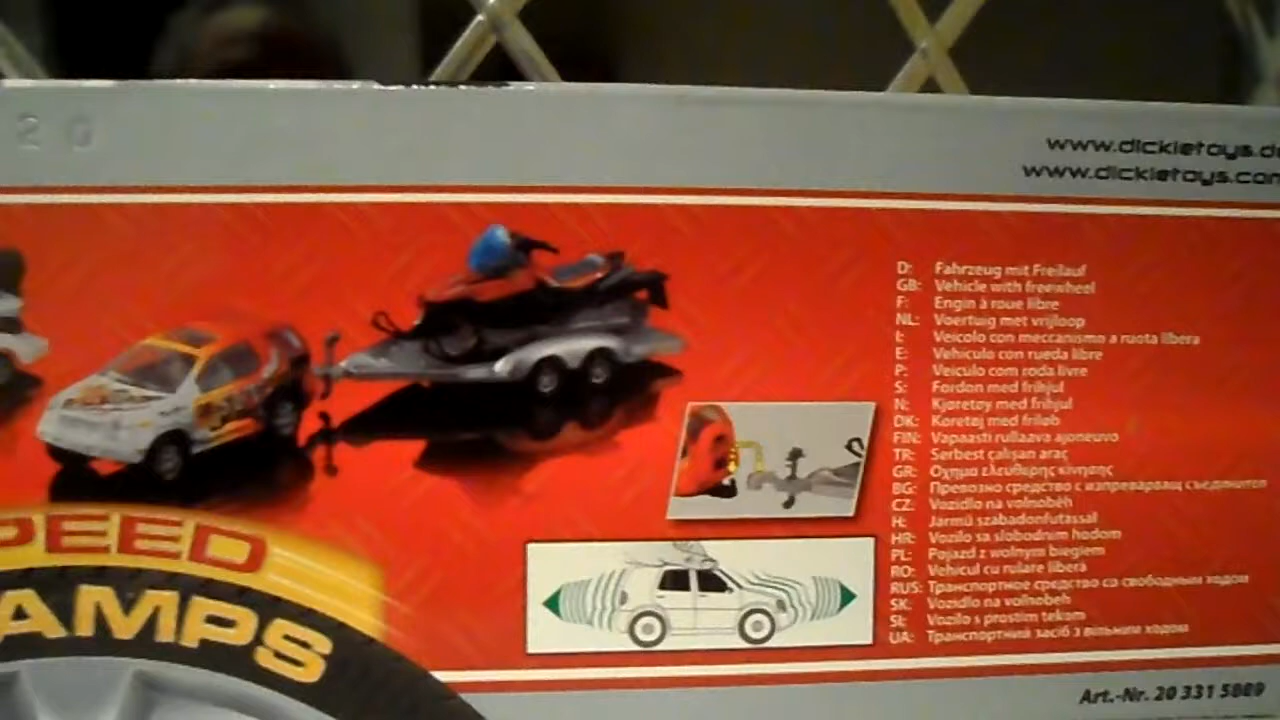 20
www.dickietoys.de
www.dickietoys.com
D: Fahrzeug mit Freilauf
GB: Vehicle with freewheel
F: Engin à roue libre
NL: Voertuig met vrijloop
I: Veicolo con meccanismo a ruota libera
E: Vehículo con rueda libre
P: Veículo com roda livre
S: Fordon med frihjul
N: Kjøretøy med frihjul
DK: Køretøj med friløb
FIN: Vapaasti rullaava ajoneuvo
TR: Serbest çalışan araç
GR: Οχημα ελεύθερης κίνησης
BG: Превозно средство с изпреварващ съединител
CZ: Vozidlo na volnoběh
H: Jármű szabadonfutással
HR: Vozilo sa slobodnim hodom
PL: Pojazd z wolnym biegiem
RO: Vehicul cu rulare liberă
RUS: Транспортное средство со свободным ходом
SK: Vozidlo na voľnobeh
SI: Vozilo s prostim tekom
UA: Транспортний засіб з вільним ходом
PEED
AMPS
Art.-Nr. 20 331 5009